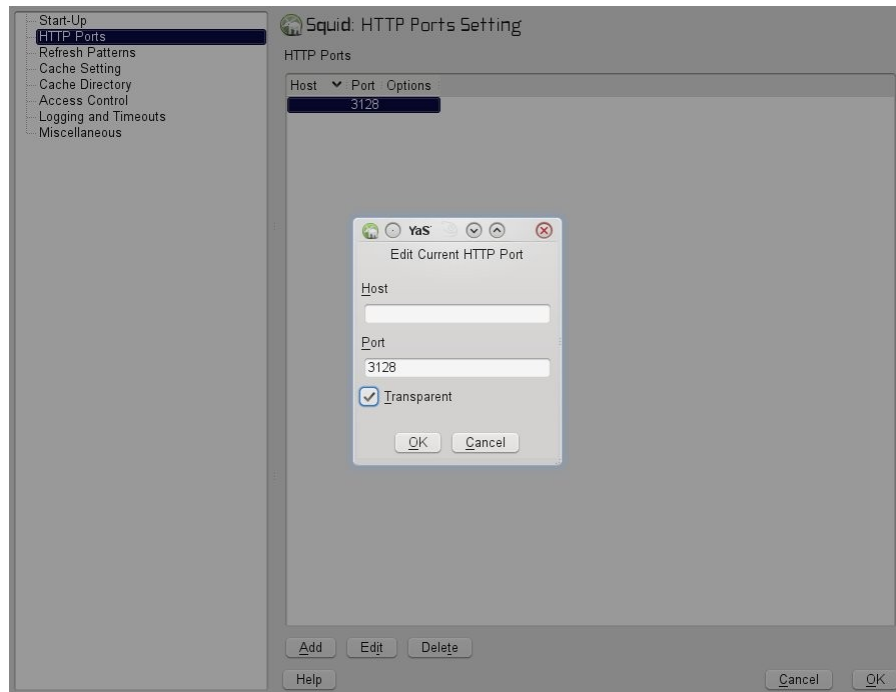 Start-Up
HTTP Ports
Refresh Patterns
Cache Setting
Cache Directory
Access Control
Logging and Timeouts
Miscellaneous
Squid: HTTP Ports Setting
HTTP Ports
Host Port Options
3128
YaS
Edit Current HTTP Port
Host
Port
3128
Transparent
OK Cancel
Add Edit Delete
Help Cancel OK